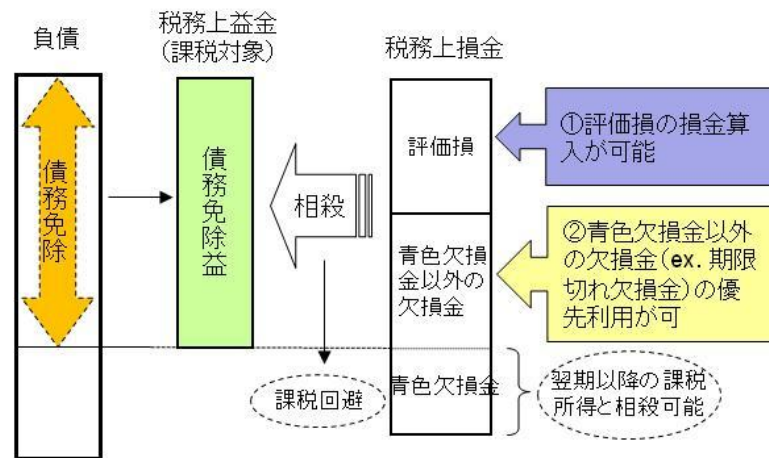 負債
税務上益金
(課税対象)
税務上損金
債務免除
債務免除益
相殺
評価損
①評価損の損金算
入が可能
青色欠損
金以外の
欠損金
②青色欠損金以外
の欠損金(ex.期限
切れ欠損金)の優
先利用が可
課税回避
青色欠損金
翌期以降の課税
所得と相殺可能